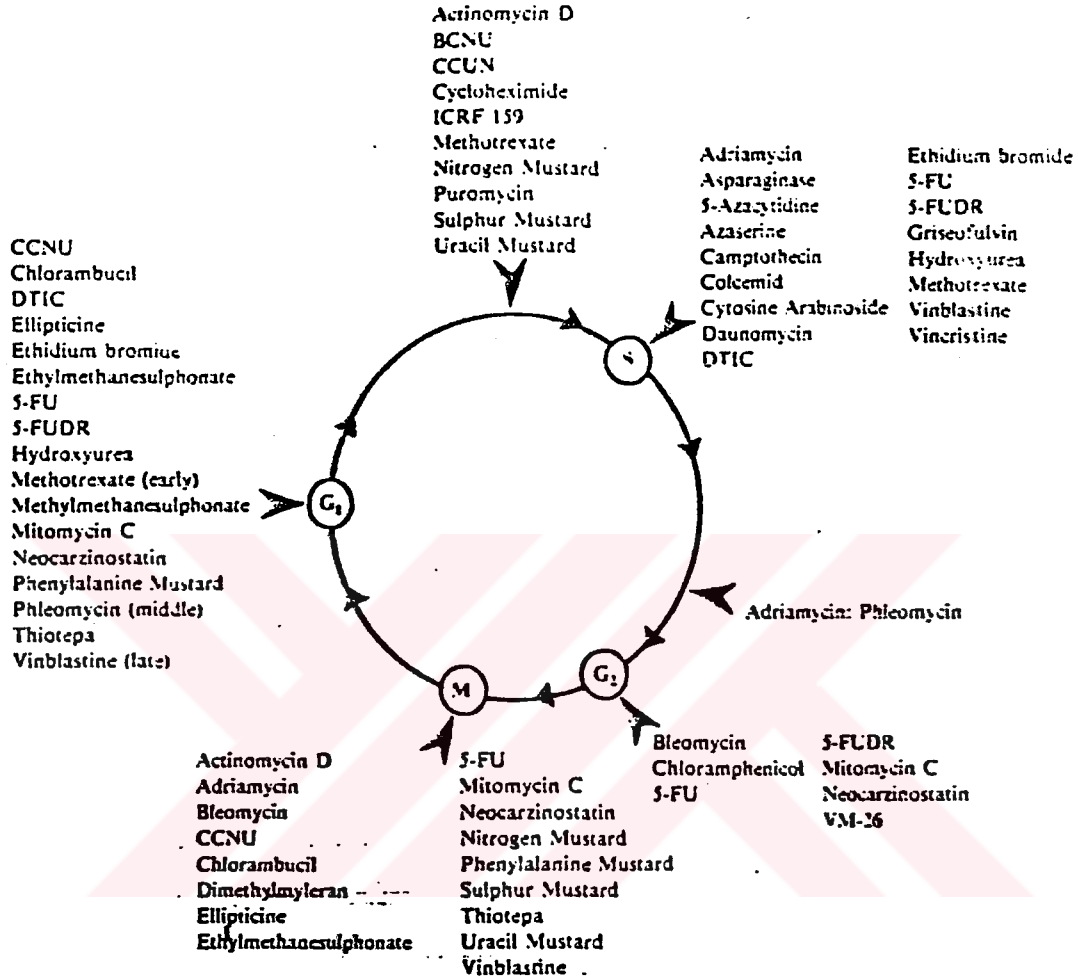 Actinomycin D
BCNU
CCUN
Cycloheximide
ICRF 159
Methotrexate
Nitrogen Mustard
Puromycin
Sulphur Mustard
Uracil Mustard
Adriamycin
Asparaginase
5-Azacytidine
Azaserine
Camptothecin
Colcemid
Cytosine Arabinoside
Daunomycin
DTIC
Ethidium bromide
5-FU
5-FUDR
Griseofulvin
Hydroxyurea
Methotrexate
Vinblastine
Vincristine
CCNU
Chlorambucil
DTIC
Ellipticine
Ethidium bromide
Ethylmethanesulphonate
5-FU
5-FUDR
Hydroxyurea
Methotrexate (early)
Methylmethanesulphonate
Mitomycin C
Neocarzinostatin
Phenylalanine Mustard
Phleomycin (middle)
Thiotepa
Vinblastine (late)
S
G₁
Adriamycin: Phleomycin
G₂
M
Bleomycin
Chloramphenicol
5-FU
5-FUDR
Mitomycin C
Neocarzinostatin
VM-26
Actinomycin D
Adriamycin
Bleomycin
CCNU
Chlorambucil
Dimethylmyleran
Ellipticine
Ethylmethanesulphonate
5-FU
Mitomycin C
Neocarzinostatin
Nitrogen Mustard
Phenylalanine Mustard
Sulphur Mustard
Thiotepa
Uracil Mustard
Vinblastine